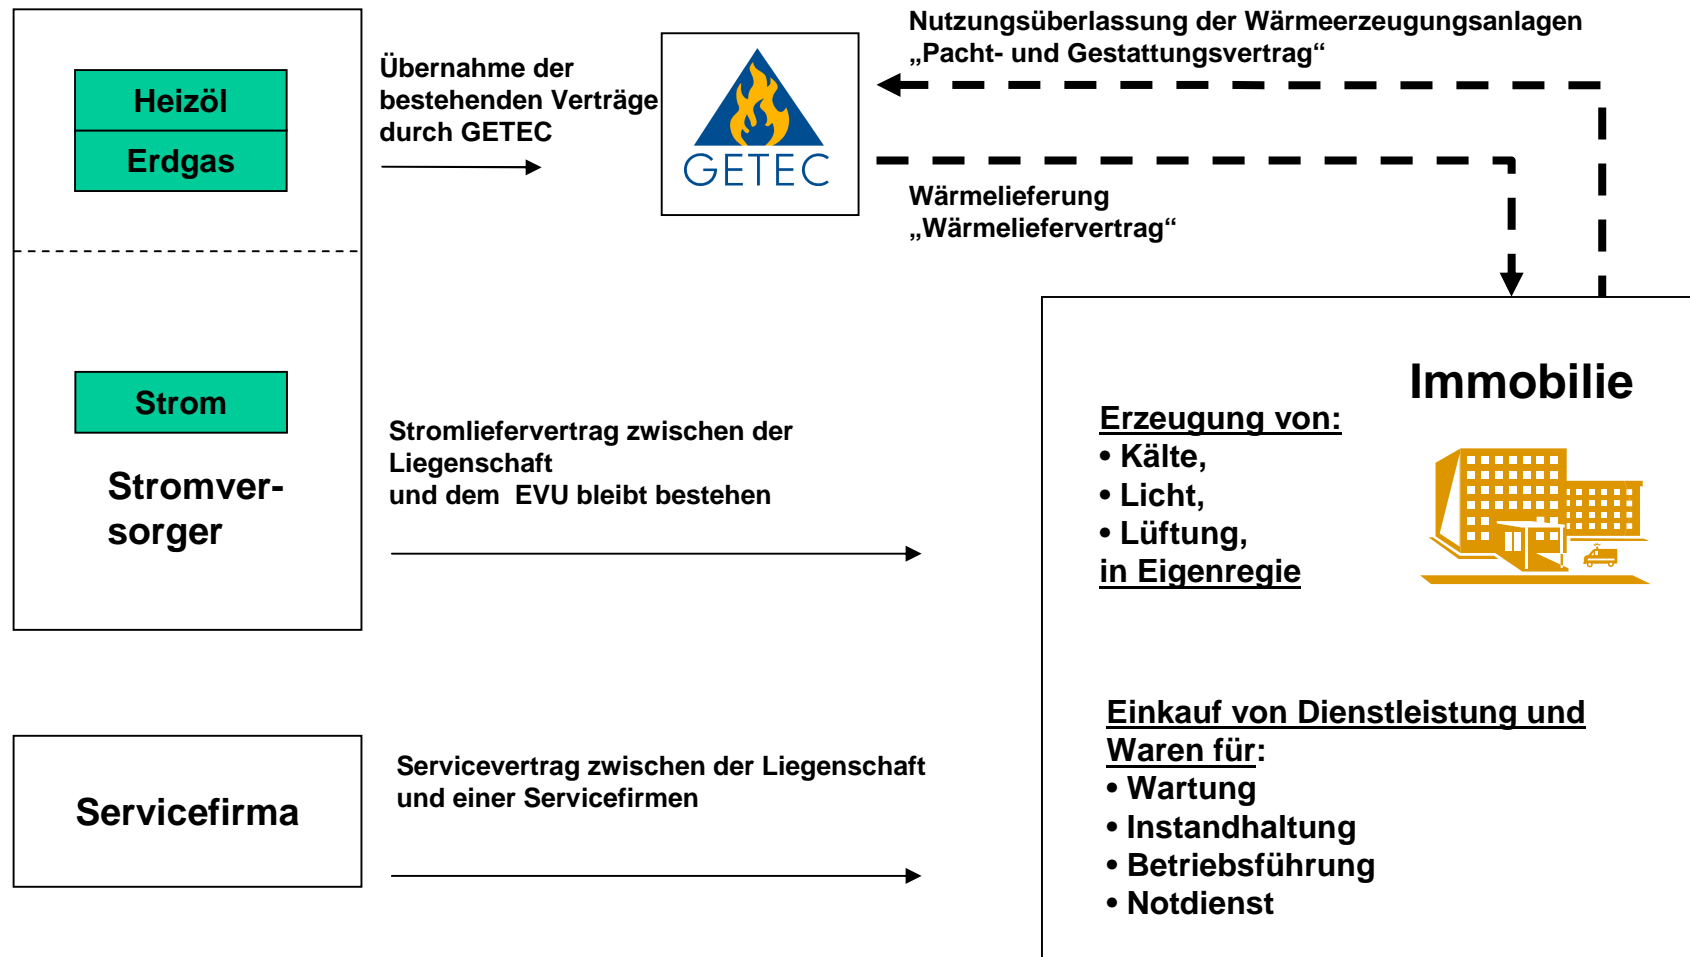 Heizöl
Erdgas
Übernahme der
bestehenden Verträge
durch GETEC
GETEC
Nutzungsüberlassung der Wärmeerzeugungsanlagen
„Pacht- und Gestattungsvertrag“
Wärmelieferung
„Wärmeliefervertrag“
Strom
Stromver-
sorger
Stromliefervertrag zwischen der
Liegenschaft
und dem EVU bleibt bestehen
Immobilie
Erzeugung von:
• Kälte,
• Licht,
• Lüftung,
in Eigenregie
Servicefirma
Servicevertrag zwischen der Liegenschaft
und einer Servicefirmen
Einkauf von Dienstleistung und
Waren für:
• Wartung
• Instandhaltung
• Betriebsführung
• Notdienst